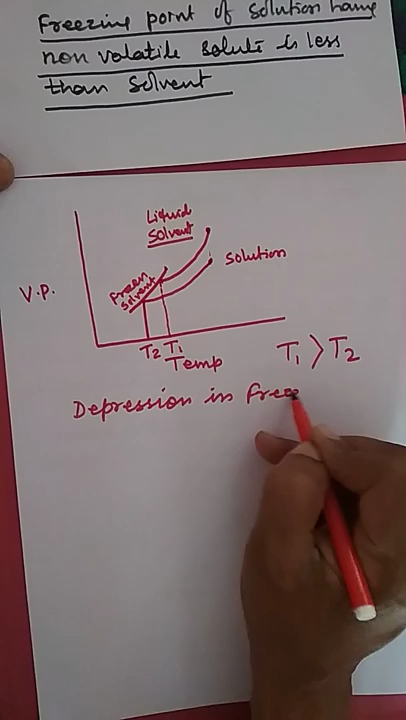 Freezing point of solution having
non volatile solute is less
than solvent
Liquid
solvent
Frozen
solvent
solution
V.P.
T2 T1
Temp
T1 > T2
Depression in free